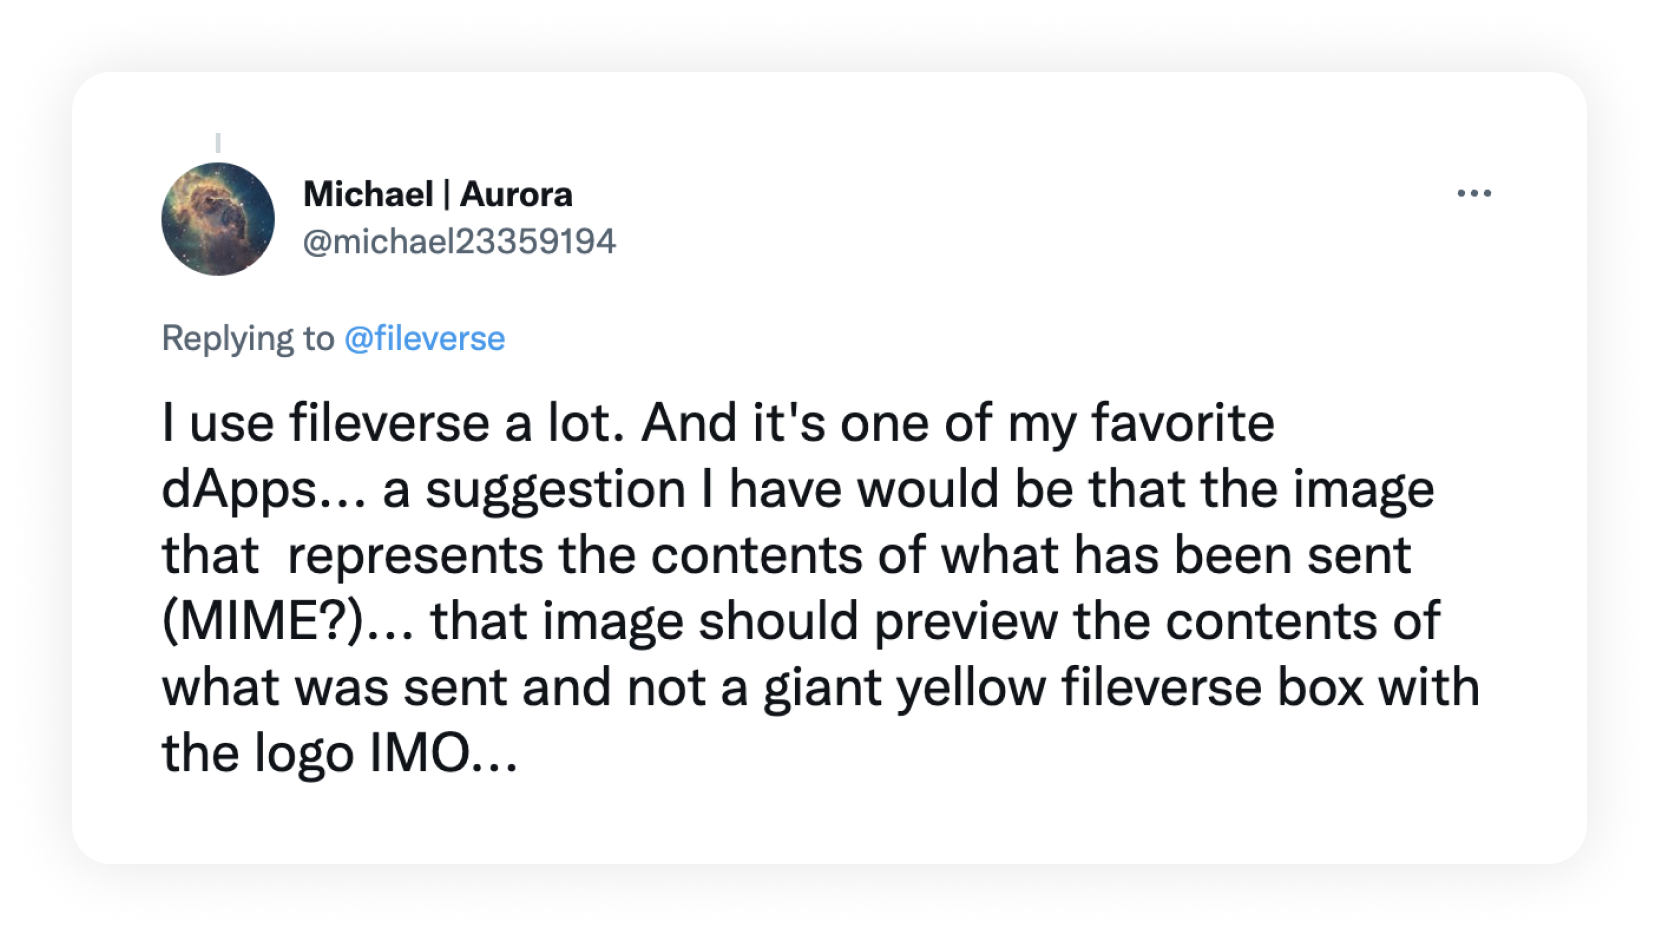 Michael | Aurora
@michael23359194
Replying to @fileverse
I use fileverse a lot. And it's one of my favorite
dApps... a suggestion I have would be that the image
that  represents the contents of what has been sent
(MIME?)... that image should preview the contents of
what was sent and not a giant yellow fileverse box with
the logo IMO...